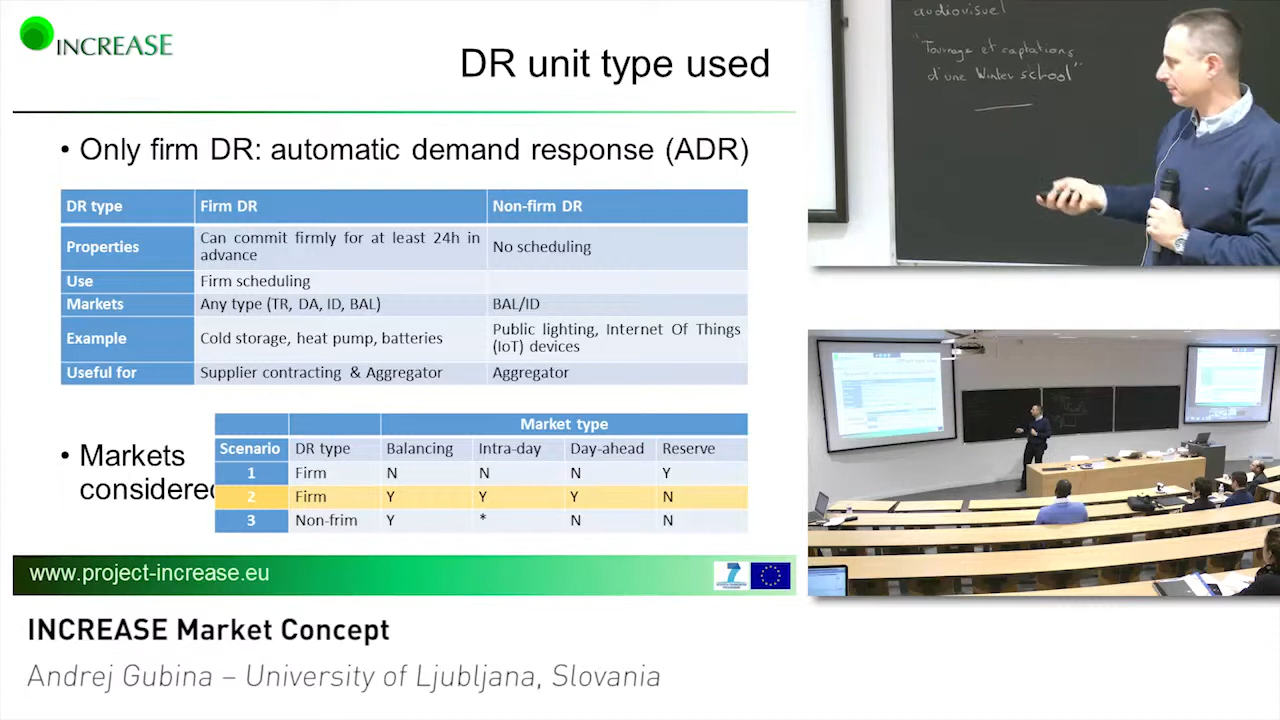 INCREASE
DR unit type used
• Only firm DR: automatic demand response (ADR)
DR type Firm DR Non-firm DR
Properties Can commit firmly for at least 24h in advance No scheduling
Use Firm scheduling
Markets Any type (TR, DA, ID, BAL) BAL/ID
Example Cold storage, heat pump, batteries Public lighting, Internet Of Things (IoT) devices
Useful for Supplier contracting & Aggregator Aggregator
• Markets
considered
Market type
Scenario DR type Balancing Intra-day Day-ahead Reserve
1 Firm N N N Y
2 Firm Y Y Y N
3 Non-frim Y * N N
www.project-increase.eu
audiovisuel
"Tournage et captations
d'une Winter school"
INCREASE Market Concept
Andrej Gubina – University of Ljubljana, Slovania